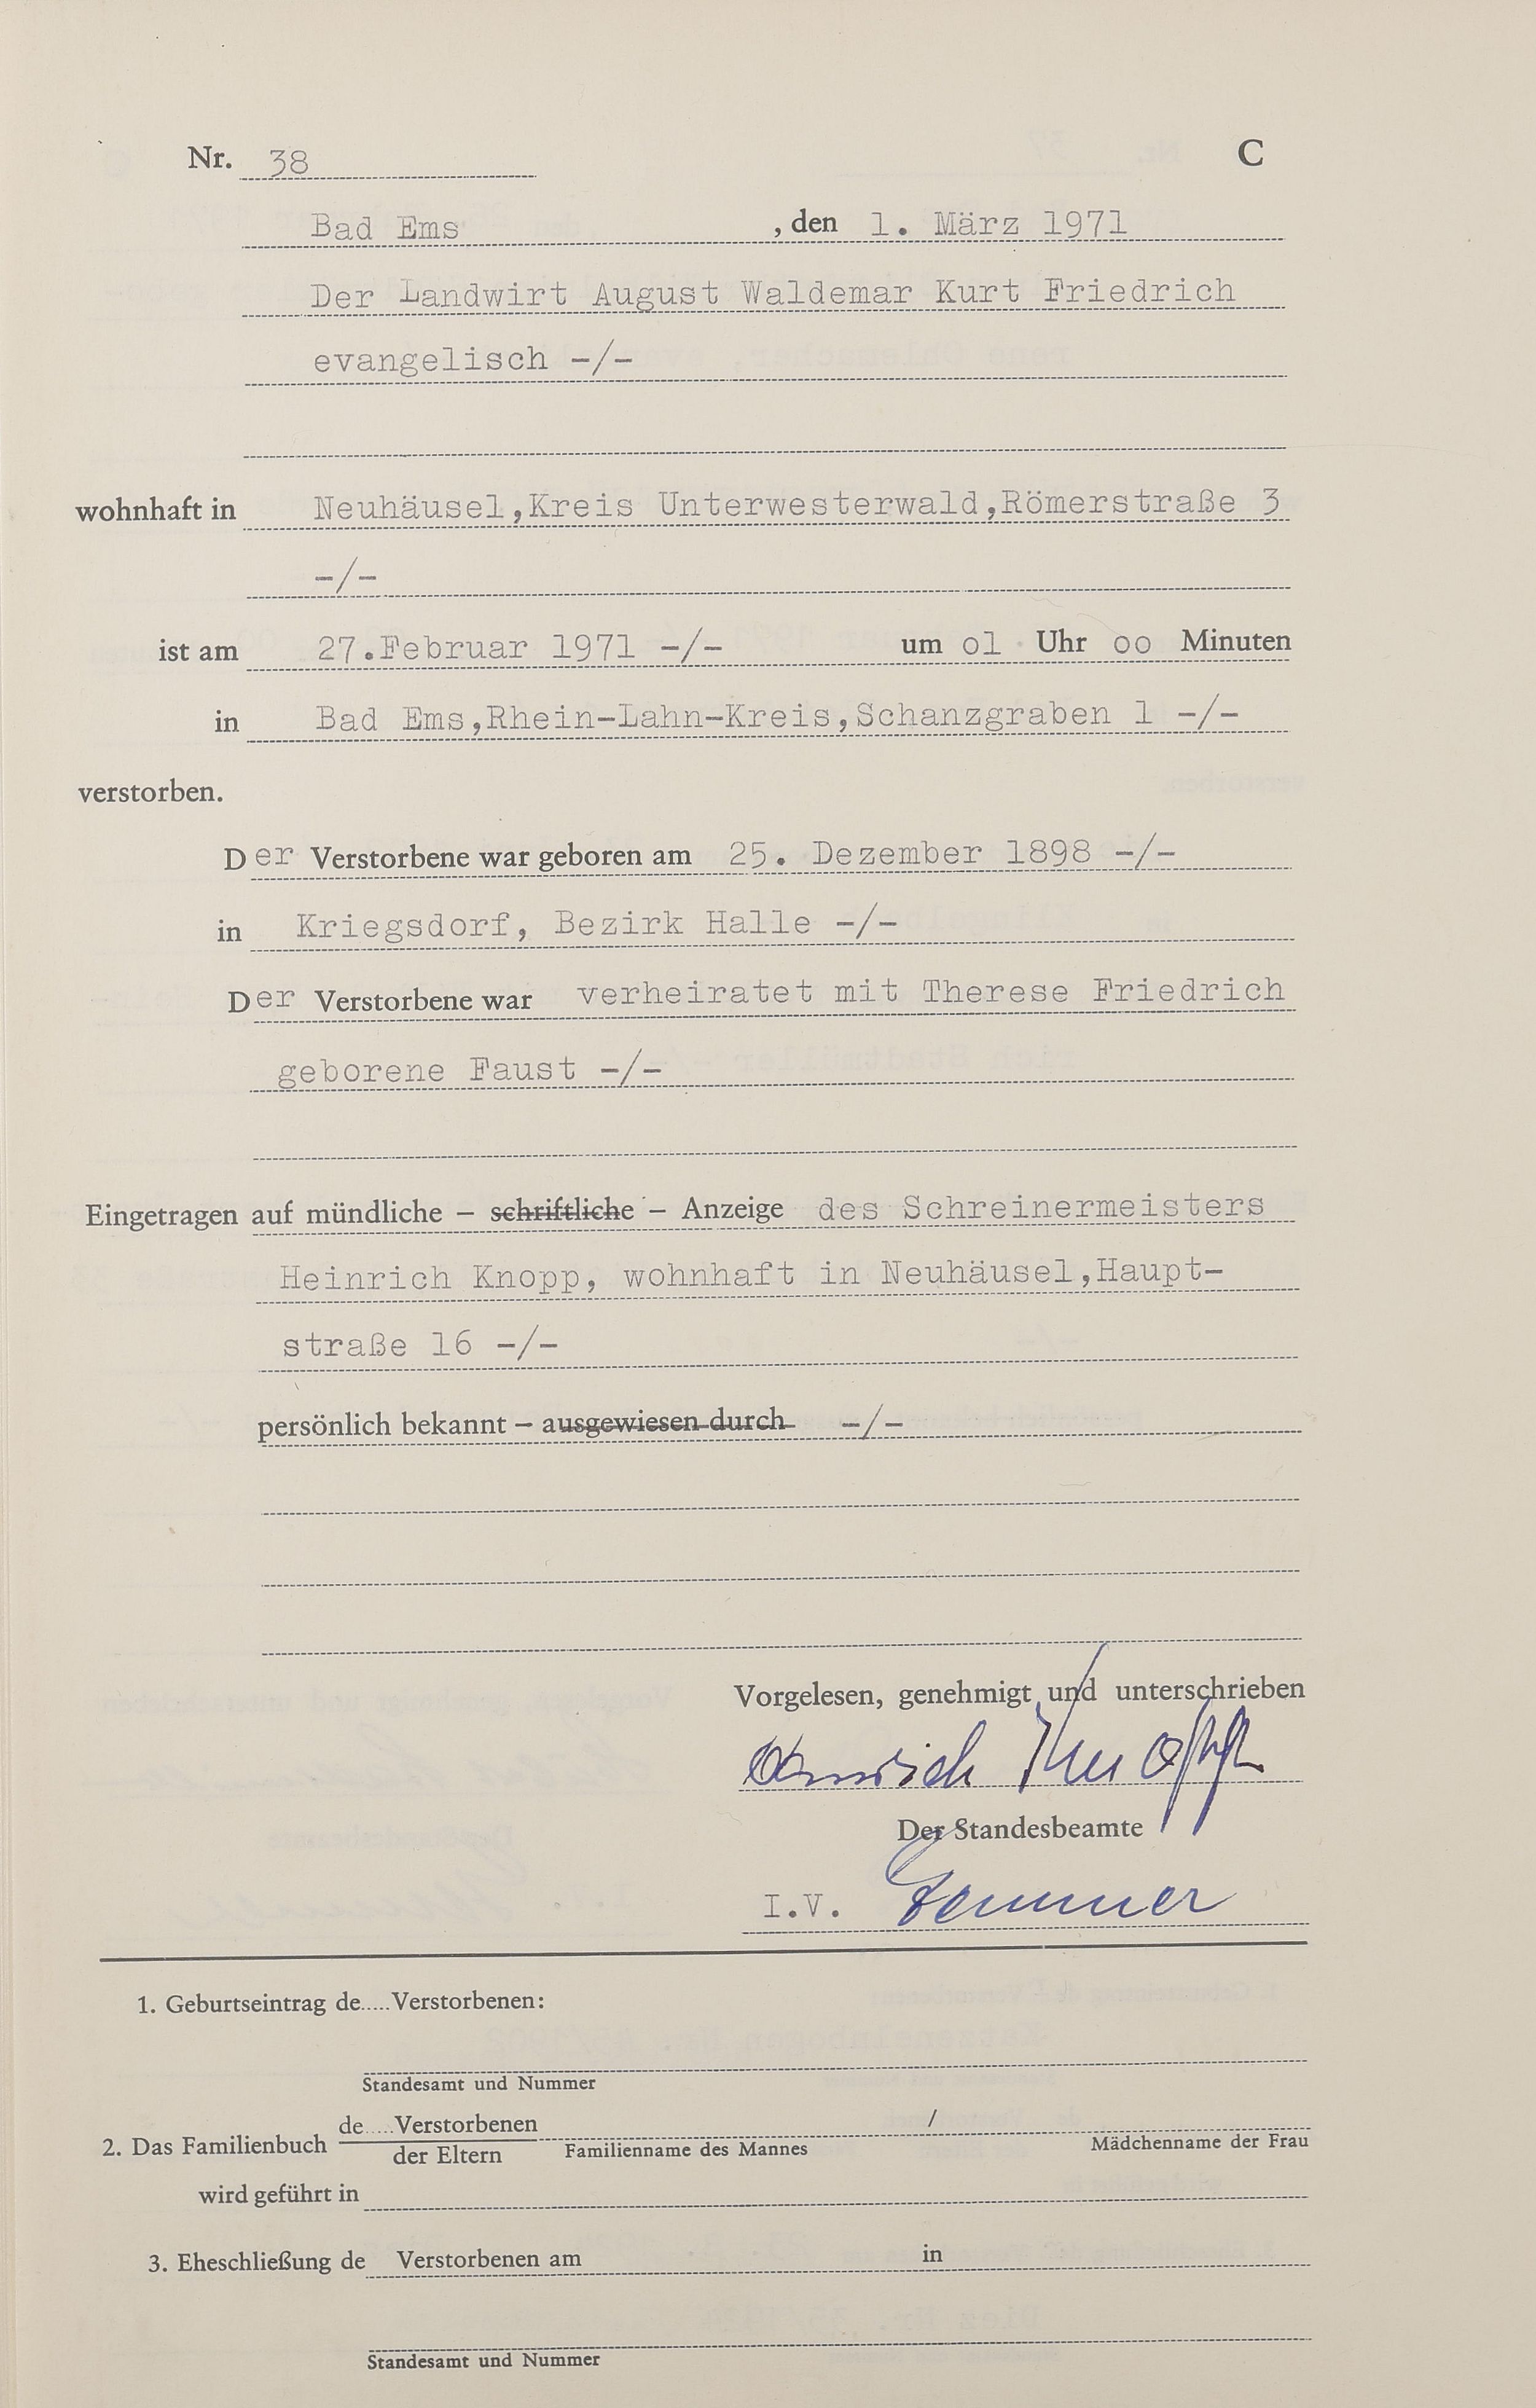 Nr. 38 C
Bad Ems , den 1. März 1971
Der Landwirt August Waldemar Kurt Friedrich
evangelisch -/-
wohnhaft in Neuhäusel,Kreis Unterwesterwald,Römerstraße 3
-/-
ist am 27.Februar 1971 -/- um o1 Uhr oo Minuten
in Bad Ems,Rhein-Lahn-Kreis,Schanzgraben 1 -/-
verstorben.
Der Verstorbene war geboren am 25. Dezember 1898 -/-
in Kriegsdorf, Bezirk Halle -/-
Der Verstorbene war verheiratet mit Therese Friedrich
geborene Faust -/-
Eingetragen auf mündliche – schriftliche – Anzeige des Schreinermeisters
Heinrich Knopp, wohnhaft in Neuhäusel,Haupt-
straße 16 -/-
persönlich bekannt – ausgewiesen durch -/-
Vorgelesen, genehmigt und unterschrieben
Heinrich Knopp
Der Standesbeamte
I.V.
1. Geburtseintrag de.....Verstorbenen:
Standesamt und Nummer
de.....Verstorbenen /
2. Das Familienbuch der Eltern Familienname des Mannes Mädchenname der Frau
wird geführt in
3. Eheschließung de Verstorbenen am in
Standesamt und Nummer